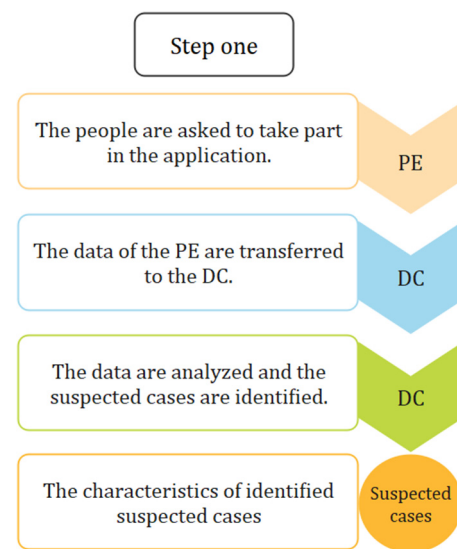 Step one
The people are asked to take part
in the application.
PE
The data of the PE are transferred
to the DC.
DC
The data are analyzed and the
suspected cases are identified.
DC
The characteristics of identified
suspected cases
Suspected
cases